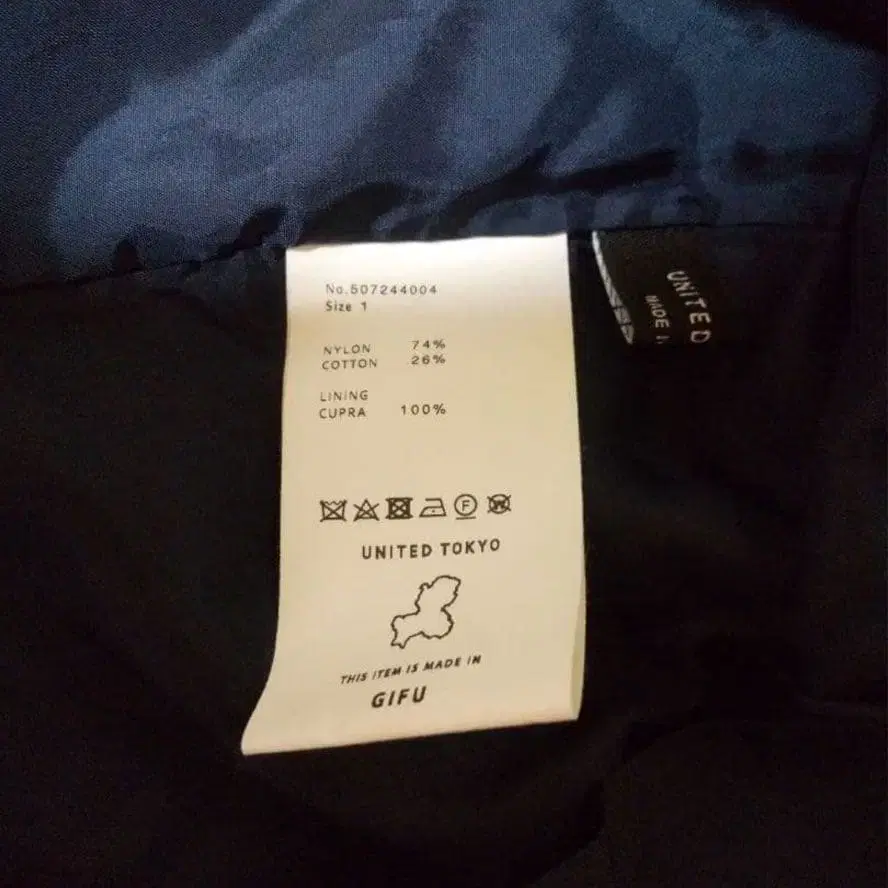 No.507244004
Size 1
NYLON 74%
COTTON 26%
LINING
CUPRA 100%
F
W
UNITED TOKYO
THIS ITEM IS MADE IN
GIFU
UNITED
MADE